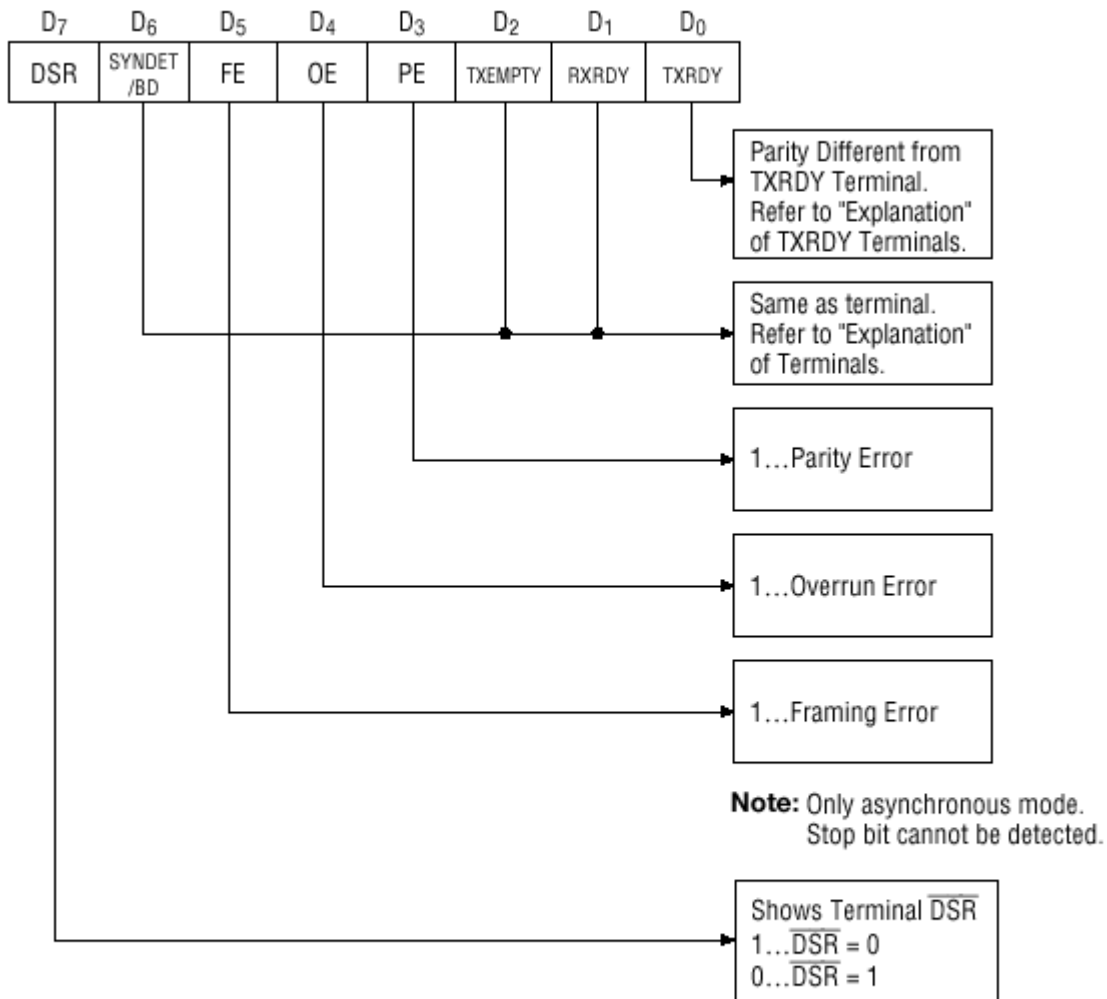 D₇ D₆ D₅ D₄ D₃ D₂ D₁ D₀
DSR SYNDET /BD FE OE PE TXEMPTY RXRDY TXRDY
Parity Different from
TXRDY Terminal.
Refer to "Explanation"
of TXRDY Terminals.
Same as terminal.
Refer to "Explanation"
of Terminals.
1...Parity Error
1...Overrun Error
1...Framing Error
Note: Only asynchronous mode.
Stop bit cannot be detected.
Shows Terminal D̅S̅R̅
1...D̅S̅R̅ = 0
0...D̅S̅R̅ = 1